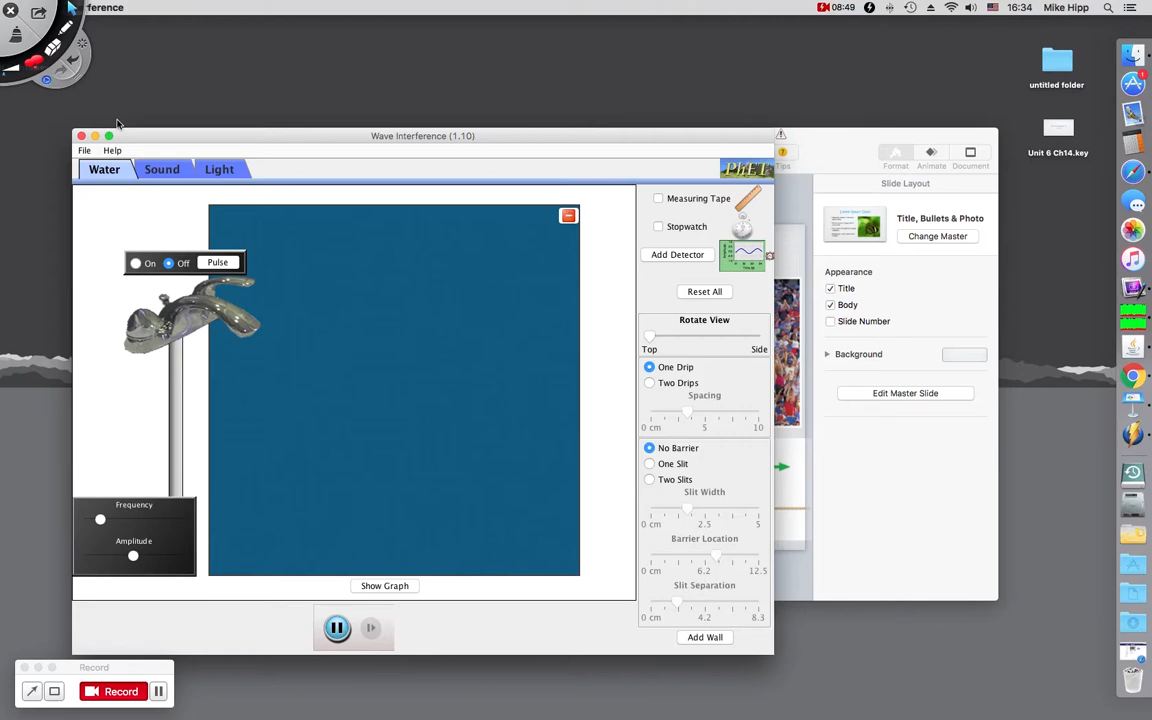 ference
08:49
16:34
Mike Hipp
untitled folder
Unit 6 Ch14.key
Wave Interference (1.10)
File
Help
Water
Sound
Light
PhET
On
Off
Pulse
Frequency
Amplitude
Show Graph
Measuring Tape
Stopwatch
Add Detector
Reset All
Rotate View
Top
Side
One Drip
Two Drips
Spacing
0 cm
5
10
No Barrier
One Slit
Two Slits
Slit Width
0 cm
2.5
5
Barrier Location
0 cm
6.2
12.5
Slit Separation
0 cm
4.2
8.3
Add Wall
Tips
Format
Animate
Document
Slide Layout
Title, Bullets & Photo
Change Master
Appearance
Title
Body
Slide Number
Background
Edit Master Slide
Record
Record